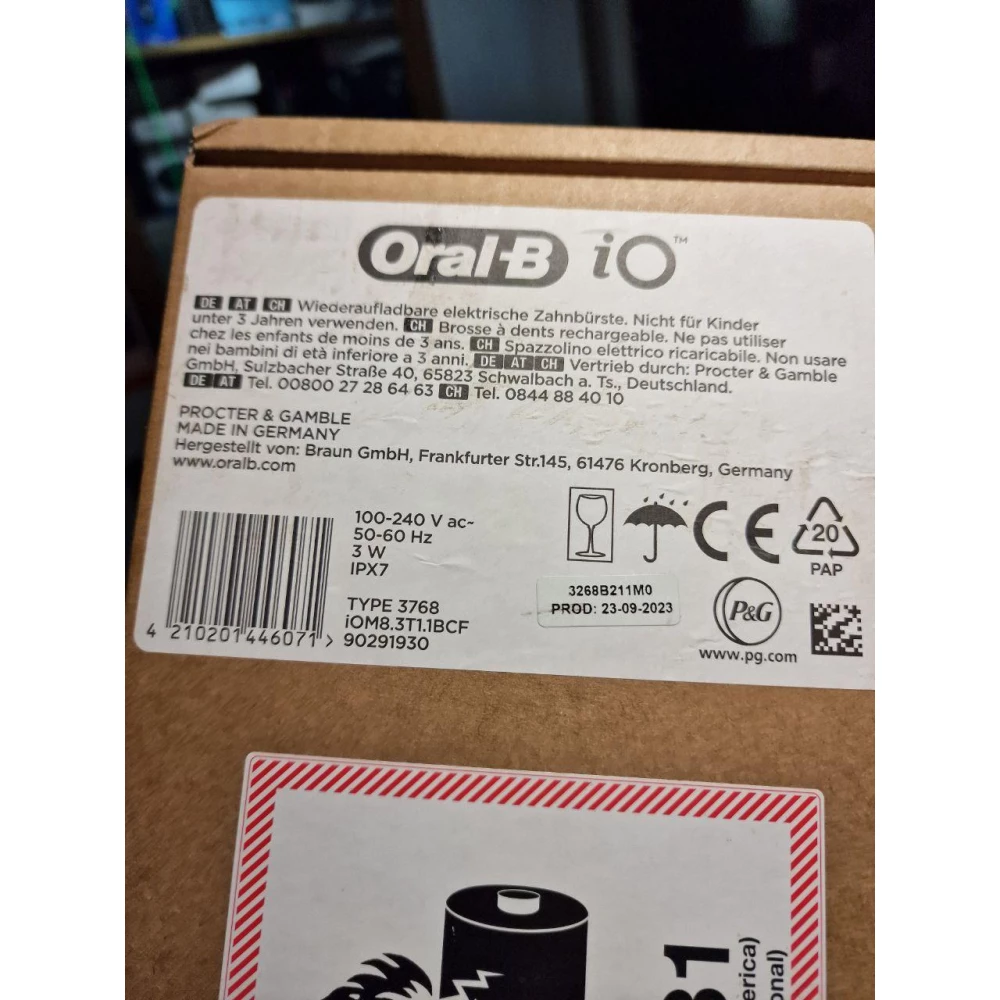 Oral-B iO™
DE AT CH Wiederaufladbare elektrische Zahnbürste. Nicht für Kinder
unter 3 Jahren verwenden. CH Brosse à dents rechargeable. Ne pas utiliser
chez les enfants de moins de 3 ans. CH Spazzolino elettrico ricaricabile. Non usare
nei bambini di età inferiore a 3 anni. DE AT CH Vertrieb durch: Procter & Gamble
GmbH, Sulzbacher Straße 40, 65823 Schwalbach a. Ts., Deutschland.
DE AT Tel. 00800 27 28 64 63 CH Tel. 0844 88 40 10
PROCTER & GAMBLE
MADE IN GERMANY
Hergestellt von: Braun GmbH, Frankfurter Str.145, 61476 Kronberg, Germany
www.oralb.com
100-240 V ac~
50-60 Hz
3 W
IPX7
TYPE 3768
iOM8.3T1.1BCF
90291930
4 210201 446071 >
CE
20
PAP
3268B211M0
PROD: 23-09-2023
P&G
www.pg.com